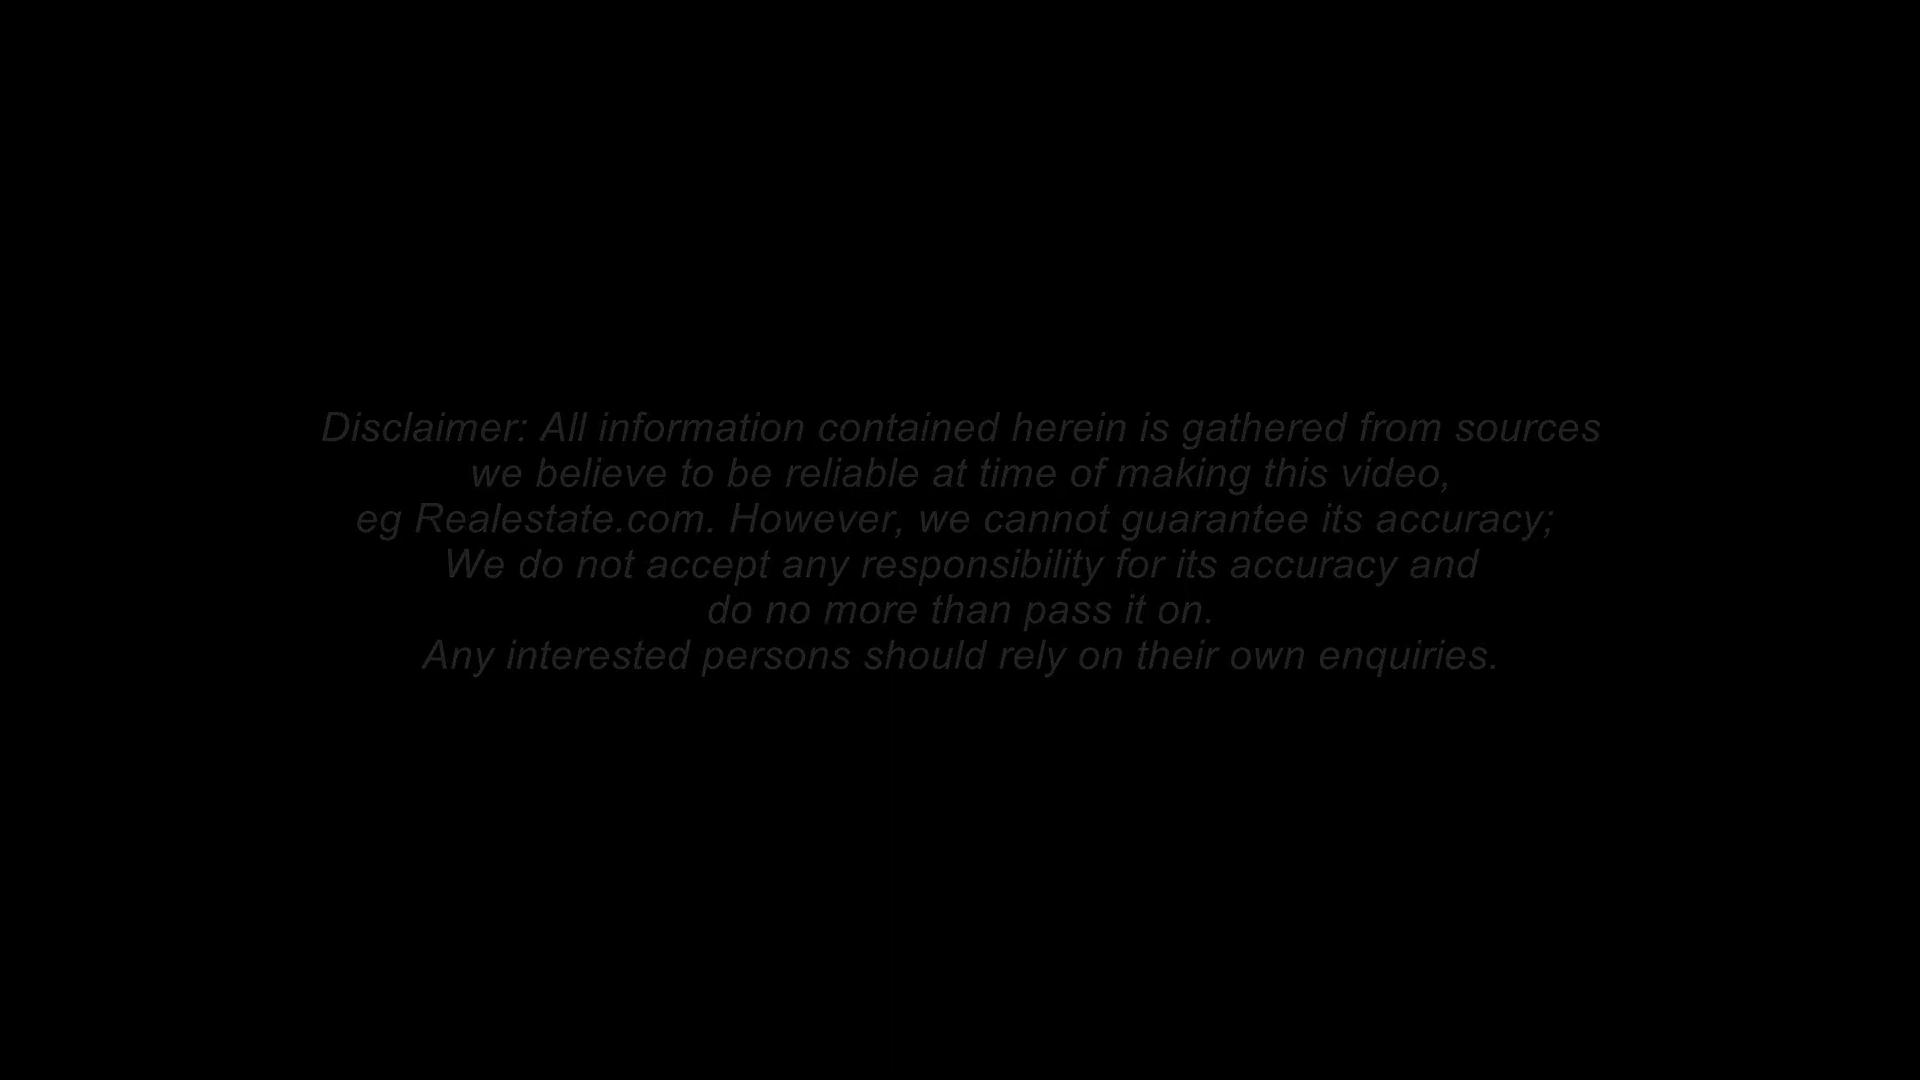 Disclaimer: All information contained herein is gathered from sources
we believe to be reliable at time of making this video,
eg Realestate.com. However, we cannot guarantee its accuracy;
We do not accept any responsibility for its accuracy and
do no more than pass it on.
Any interested persons should rely on their own enquiries.